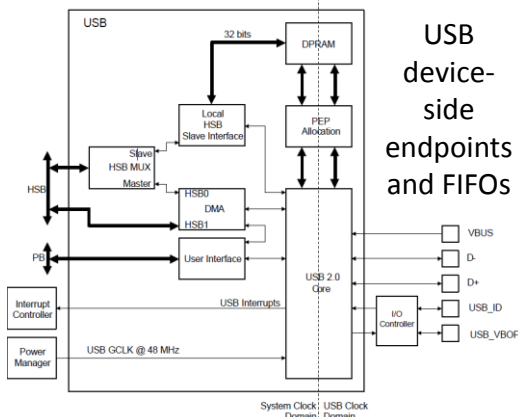 USB
32 bits
DPRAM
USB
device-
side
endpoints
and FIFOs
Local
HSB
Slave Interface
PEP
Allocation
Slave
HSB MUX
Master
HSB
HSB0
DMA
HSB1
PB
User Interface
USB 2.0
Core
VBUS
D-
D+
USB_ID
USB_VBOF
I/O
Controller
Interrupt
Controller
USB Interrupts
Power
Manager
USB GCLK @ 48 MHz
System Clock
Domain
USB Clock
Domain